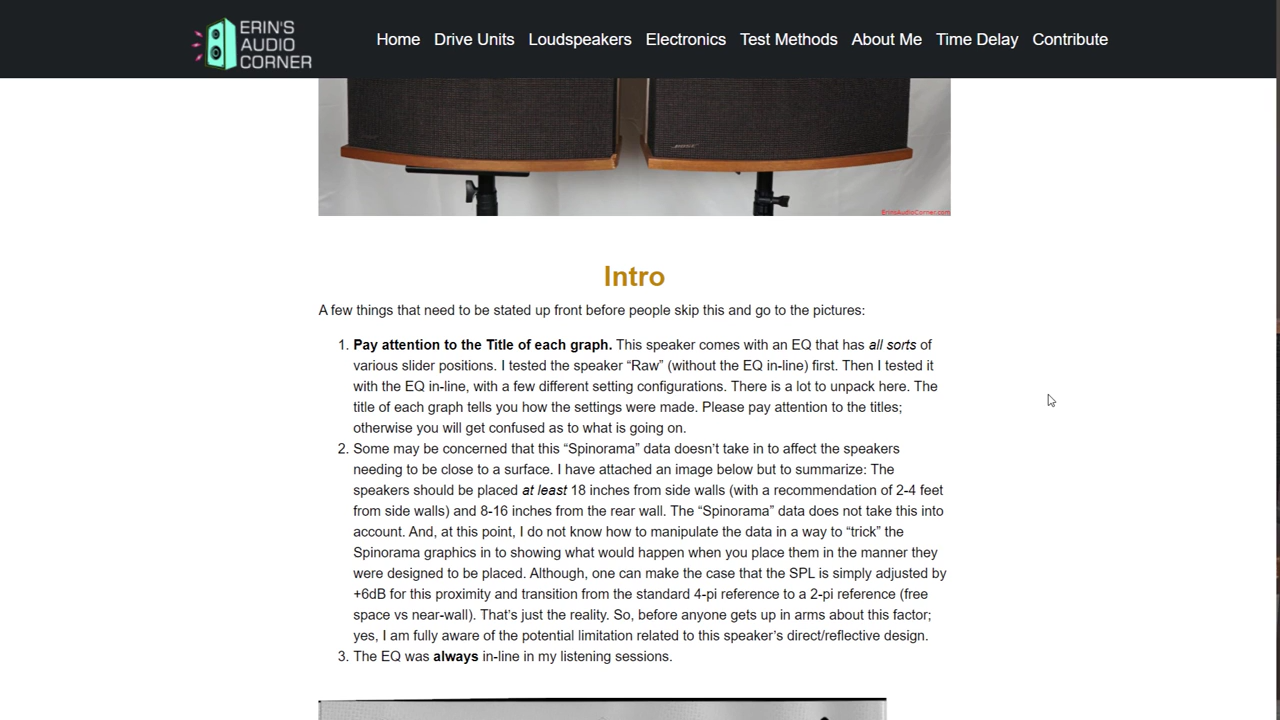 ERIN'S
AUDIO
CORNER
Home Drive Units Loudspeakers Electronics Test Methods About Me Time Delay Contribute
BOSE
ErinsAudioCorner.com
Intro
A few things that need to be stated up front before people skip this and go to the pictures:
1. Pay attention to the Title of each graph. This speaker comes with an EQ that has all sorts of
various slider positions. I tested the speaker “Raw” (without the EQ in-line) first. Then I tested it
with the EQ in-line, with a few different setting configurations. There is a lot to unpack here. The
title of each graph tells you how the settings were made. Please pay attention to the titles;
otherwise you will get confused as to what is going on.
2. Some may be concerned that this “Spinorama” data doesn’t take in to affect the speakers
needing to be close to a surface. I have attached an image below but to summarize: The
speakers should be placed at least 18 inches from side walls (with a recommendation of 2-4 feet
from side walls) and 8-16 inches from the rear wall. The “Spinorama” data does not take this into
account. And, at this point, I do not know how to manipulate the data in a way to “trick” the
Spinorama graphics in to showing what would happen when you place them in the manner they
were designed to be placed. Although, one can make the case that the SPL is simply adjusted by
+6dB for this proximity and transition from the standard 4-pi reference to a 2-pi reference (free
space vs near-wall). That’s just the reality. So, before anyone gets up in arms about this factor;
yes, I am fully aware of the potential limitation related to this speaker’s direct/reflective design.
3. The EQ was always in-line in my listening sessions.